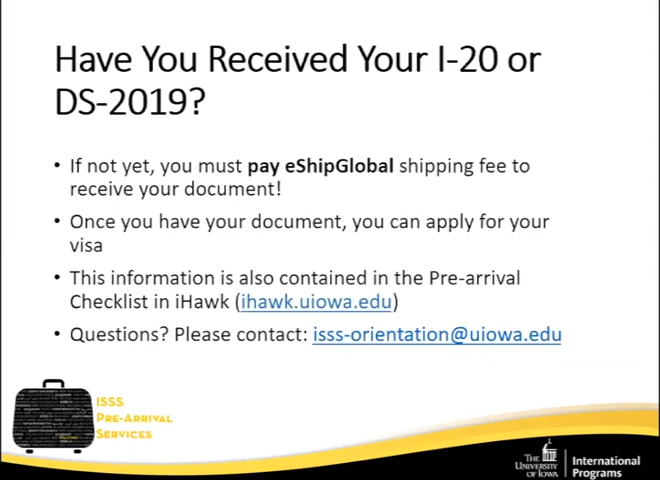 Have You Received Your I-20 or
DS-2019?
• If not yet, you must pay eShipGlobal shipping fee to
receive your document!
• Once you have your document, you can apply for your
visa
• This information is also contained in the Pre-arrival
Checklist in iHawk (ihawk.uiowa.edu)
• Questions? Please contact: isss-orientation@uiowa.edu
ISSS
Pre-Arrival
Services
The
University
of Iowa
International
Programs